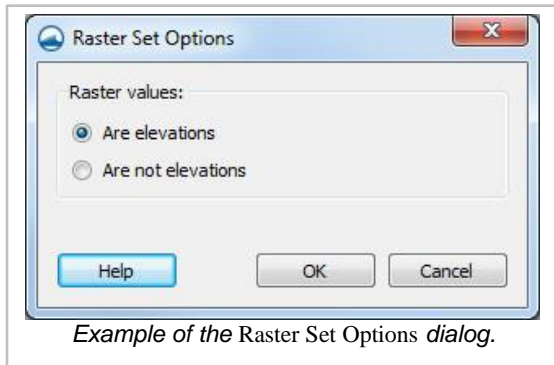 Raster Set Options
Raster values:
Are elevations
Are not elevations
Help
OK
Cancel
Example of the Raster Set Options dialog.